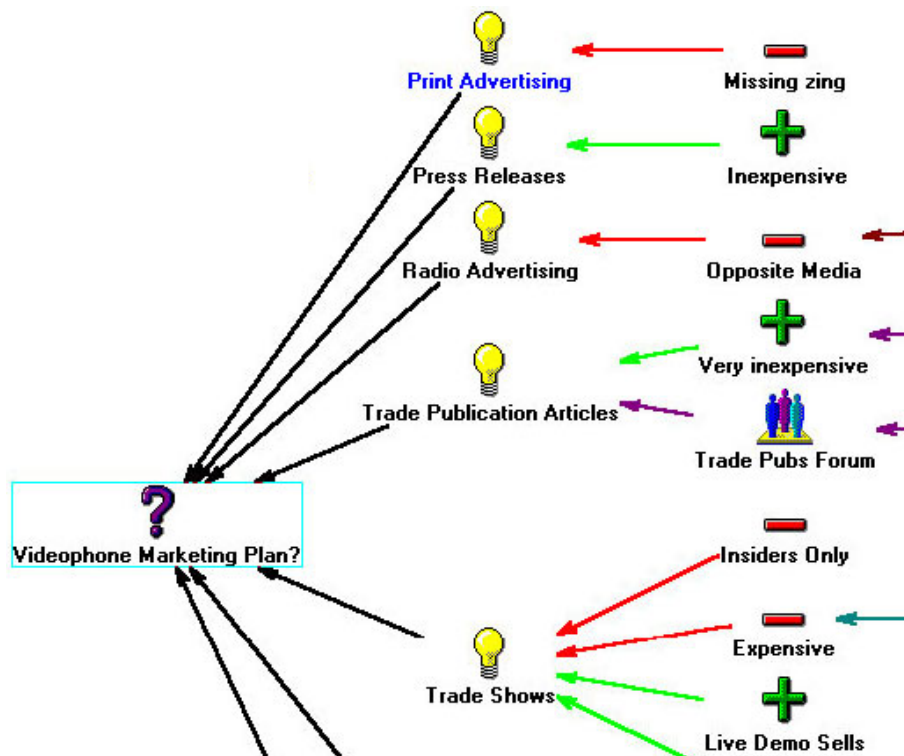 Print Advertising
Missing zing
Press Releases
Inexpensive
Radio Advertising
Opposite Media
Very inexpensive
Trade Publication Articles
Trade Pubs Forum
?
Videophone Marketing Plan?
Insiders Only
Expensive
Trade Shows
Live Demo Sells